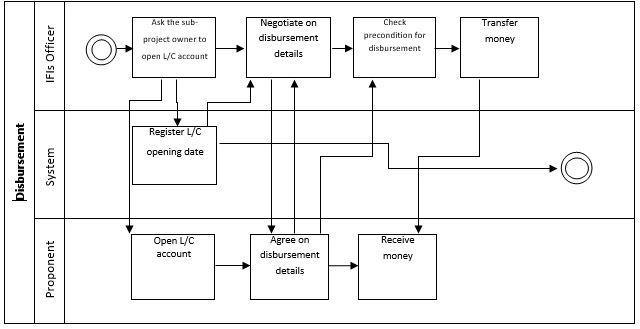 Disbursement
IFIs Officer
Ask the sub-
project owner to
open L/C account
Negotiate on
disbursement
details
Check
precondition for
disbursement
Transfer
money
System
Register L/C
opening date
Proponent
Open L/C
account
Agree on
disbursement
details
Receive
money